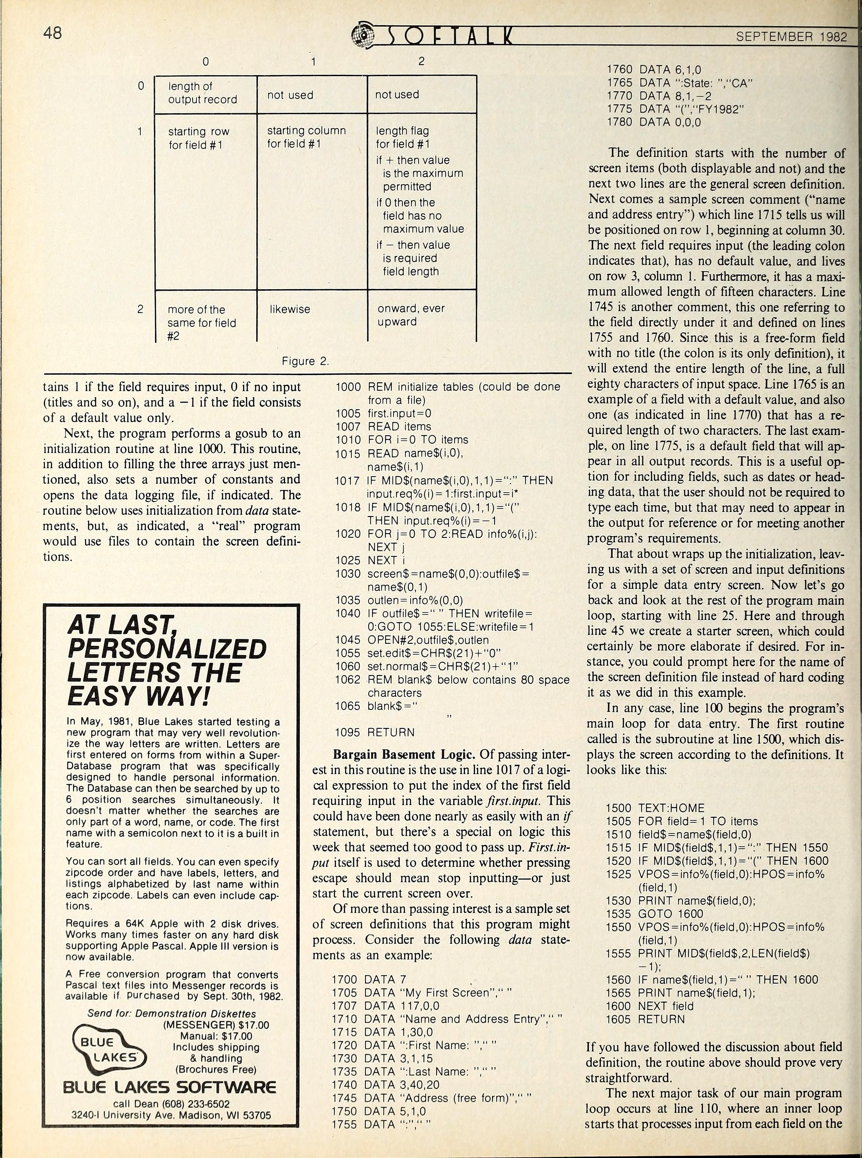 48
SOFTALK
SEPTEMBER 1982
0 1 2
0
length of
output record
not used
not used
1
starting row
for field #1
starting column
for field #1
length flag
for field #1
if + then value
is the maximum
permitted
if 0 then the
field has no
maximum value
if – then value
is required
field length
2
more of the
same for field
#2
likewise
onward, ever
upward
Figure 2.
tains 1 if the field requires input, 0 if no input
(titles and so on), and a –1 if the field consists
of a default value only.
Next, the program performs a gosub to an
initialization routine at line 1000. This routine,
in addition to filling the three arrays just men-
tioned, also sets a number of constants and
opens the data logging file, if indicated. The
routine below uses initialization from data state-
ments, but, as indicated, a "real" program
would use files to contain the screen defini-
tions.
AT LAST,
PERSONALIZED
LETTERS THE
EASY WAY!
In May, 1981, Blue Lakes started testing a
new program that may very well revolution-
ize the way letters are written. Letters are
first entered on forms from within a Super-
Database program that was specifically
designed to handle personal information.
The Database can then be searched by up to
6 position searches simultaneously. It
doesn't matter whether the searches are
only part of a word, name, or code. The first
name with a semicolon next to it is a built in
feature.
You can sort all fields. You can even specify
zipcode order and have labels, letters, and
listings alphabetized by last name within
each zipcode. Labels can even include cap-
tions.
Requires a 64K Apple with 2 disk drives.
Works many times faster on any hard disk
supporting Apple Pascal. Apple III version is
now available.
A Free conversion program that converts
Pascal text files into Messenger records is
available if purchased by Sept. 30th, 1982.
Send for: Demonstration Diskettes
(MESSENGER) $17.00
Manual: $17.00
Includes shipping
& handling
(Brochures Free)
BLUE
LAKES
BLUE LAKES SOFTWARE
call Dean (608) 233-6502
3240-I University Ave. Madison, WI 53705
1000 REM initialize tables (could be done
from a file)
1005 first.input=0
1007 READ items
1010 FOR i=0 TO items
1015 READ name$(i,0),
name$(i,1)
1017 IF MID$(name$(i,0),1,1)=":" THEN
input.req%(i)=1:first.input=i*
1018 IF MID$(name$(i,0),1,1)="("
THEN input.req%(i)=–1
1020 FOR j=0 TO 2:READ info%(i,j):
NEXT j
1025 NEXT i
1030 screen$=name$(0,0):outfile$=
name$(0,1)
1035 outlen=info%(0,0)
1040 IF outfile$=" " THEN writefile=
0:GOTO 1055:ELSE:writefile=1
1045 OPEN#2,outfile$,outlen
1055 set.edit$=CHR$(21)+"0"
1060 set.normal$=CHR$(21)+"1"
1062 REM blank$ below contains 80 space
characters
1065 blank$="
"
1095 RETURN
Bargain Basement Logic. Of passing inter-
est in this routine is the use in line 1017 of a logi-
cal expression to put the index of the first field
requiring input in the variable first.input. This
could have been done nearly as easily with an if
statement, but there's a special on logic this
week that seemed too good to pass up. First.in-
put itself is used to determine whether pressing
escape should mean stop inputting—or just
start the current screen over.
Of more than passing interest is a sample set
of screen definitions that this program might
process. Consider the following data state-
ments as an example:
1700 DATA 7
1705 DATA "My First Screen"," "
1707 DATA 117,0,0
1710 DATA "Name and Address Entry"," "
1715 DATA 1,30,0
1720 DATA ":First Name: "," "
1730 DATA 3,1,15
1735 DATA ":Last Name: "," "
1740 DATA 3,40,20
1745 DATA "Address (free form)"," "
1750 DATA 5,1,0
1755 DATA ":"," "
1760 DATA 6,1,0
1765 DATA ":State: ","CA"
1770 DATA 8,1,–2
1775 DATA "(","FY1982"
1780 DATA 0,0,0
The definition starts with the number of
screen items (both displayable and not) and the
next two lines are the general screen definition.
Next comes a sample screen comment ("name
and address entry") which line 1715 tells us will
be positioned on row 1, beginning at column 30.
The next field requires input (the leading colon
indicates that), has no default value, and lives
on row 3, column 1. Furthermore, it has a maxi-
mum allowed length of fifteen characters. Line
1745 is another comment, this one referring to
the field directly under it and defined on lines
1755 and 1760. Since this is a free-form field
with no title (the colon is its only definition), it
will extend the entire length of the line, a full
eighty characters of input space. Line 1765 is an
example of a field with a default value, and also
one (as indicated in line 1770) that has a re-
quired length of two characters. The last exam-
ple, on line 1775, is a default field that will ap-
pear in all output records. This is a useful op-
tion for including fields, such as dates or head-
ing data, that the user should not be required to
type each time, but that may need to appear in
the output for reference or for meeting another
program's requirements.
That about wraps up the initialization, leav-
ing us with a set of screen and input definitions
for a simple data entry screen. Now let's go
back and look at the rest of the program main
loop, starting with line 25. Here and through
line 45 we create a starter screen, which could
certainly be more elaborate if desired. For in-
stance, you could prompt here for the name of
the screen definition file instead of hard coding
it as we did in this example.
In any case, line 100 begins the program's
main loop for data entry. The first routine
called is the subroutine at line 1500, which dis-
plays the screen according to the definitions. It
looks like this:
1500 TEXT:HOME
1505 FOR field=1 TO items
1510 field$=name$(field,0)
1515 IF MID$(field$,1,1)=":" THEN 1550
1520 IF MID$(field$,1,1)="(" THEN 1600
1525 VPOS=info%(field,0):HPOS=info%
(field,1)
1530 PRINT name$(field,0);
1535 GOTO 1600
1550 VPOS=info%(field,0):HPOS=info%
(field,1)
1555 PRINT MID$(field$,2,LEN(field$)
–1);
1560 IF name$(field,1)=" " THEN 1600
1565 PRINT name$(field,1);
1600 NEXT field
1605 RETURN
If you have followed the discussion about field
definition, the routine above should prove very
straightforward.
The next major task of our main program
loop occurs at line 110, where an inner loop
starts that processes input from each field on the